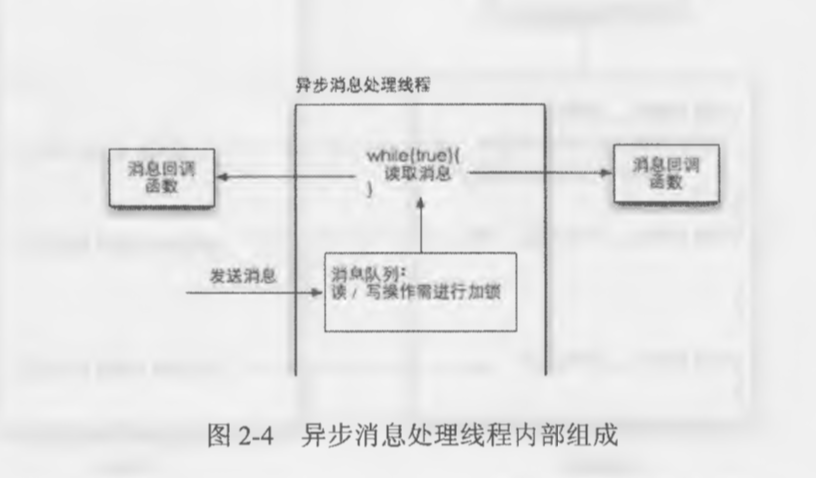 异步消息处理线程
while(true){
读取消息
}
消息回调
函数
消息回调
函数
发送消息
消息队列：
读 / 写操作需进行加锁
图 2-4 异步消息处理线程内部组成